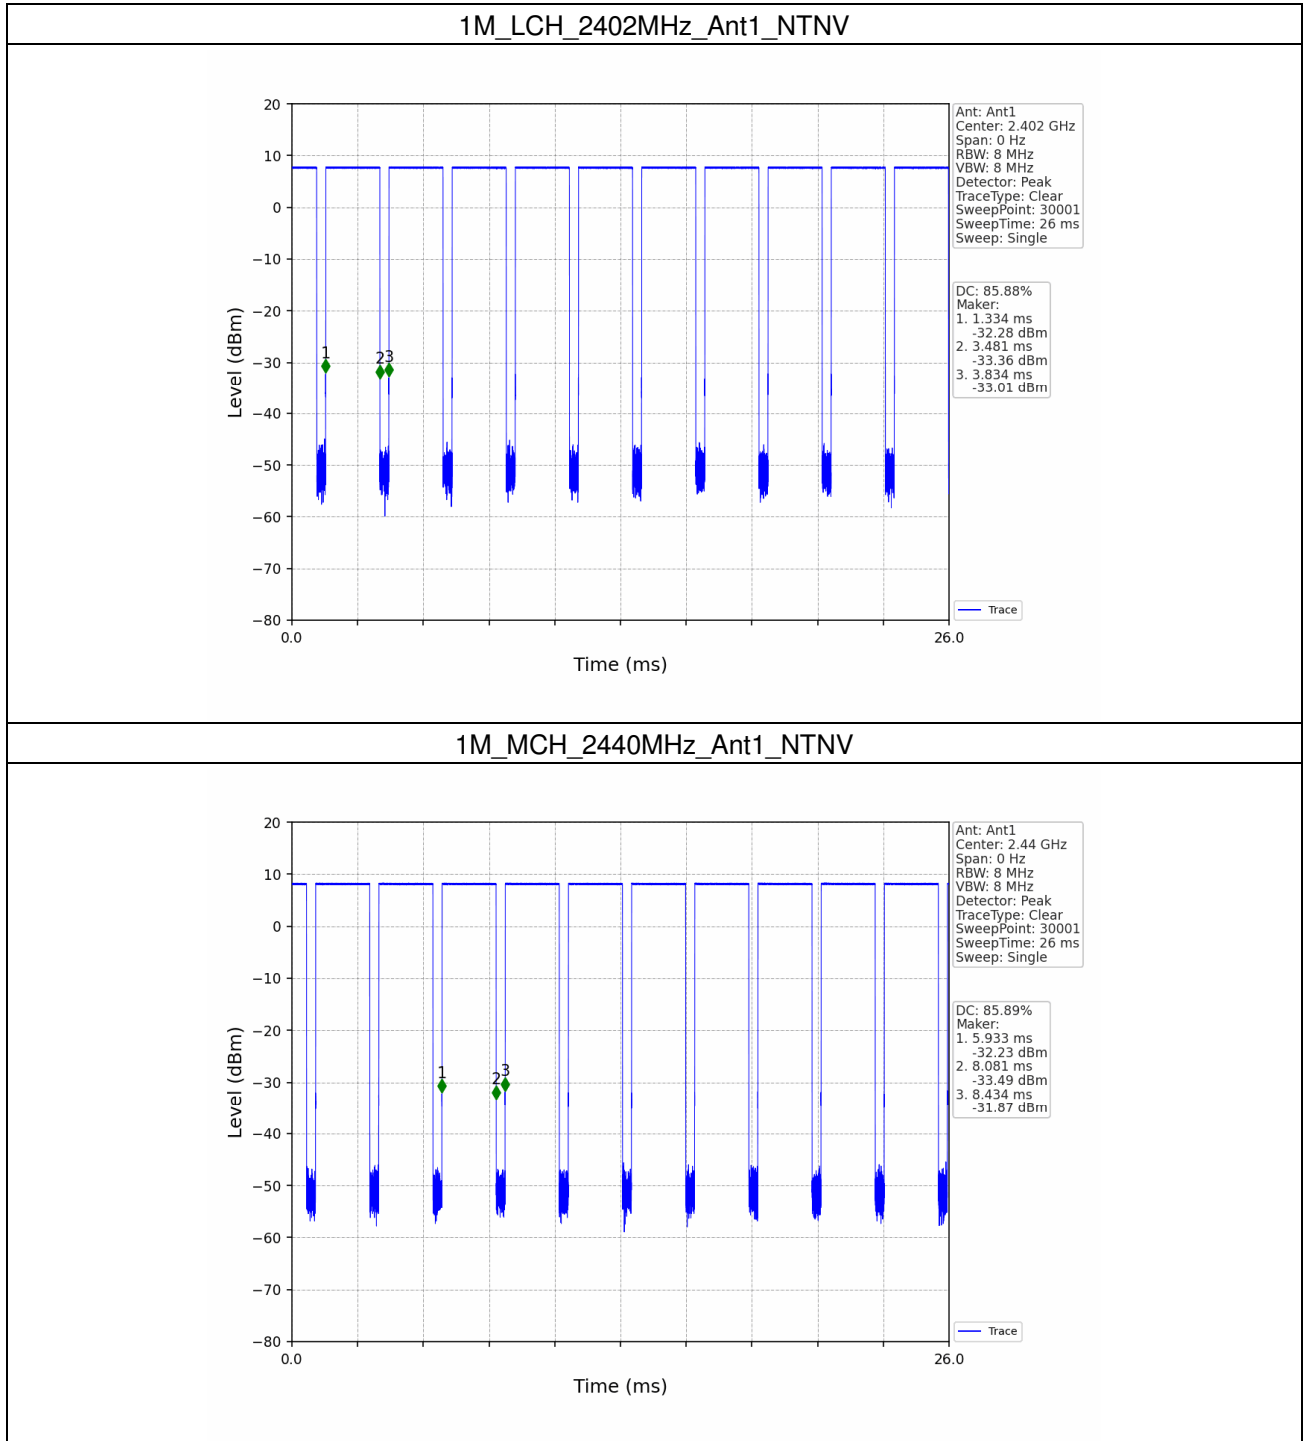 1M_LCH_2402MHz_Ant1_NTNV
20
10
0
−10
−20
−30
−40
−50
−60
−70
−80
Level (dBm)
1
2
3
0.0
26.0
Time (ms)
Ant: Ant1
Center: 2.402 GHz
Span: 0 Hz
RBW: 8 MHz
VBW: 8 MHz
Detector: Peak
TraceType: Clear
SweepPoint: 30001
SweepTime: 26 ms
Sweep: Single
DC: 85.88%
Maker:
1. 1.334 ms
-32.28 dBm
2. 3.481 ms
-33.36 dBm
3. 3.834 ms
-33.01 dBm
Trace
1M_MCH_2440MHz_Ant1_NTNV
20
10
0
−10
−20
−30
−40
−50
−60
−70
−80
Level (dBm)
1
2
3
0.0
26.0
Time (ms)
Ant: Ant1
Center: 2.44 GHz
Span: 0 Hz
RBW: 8 MHz
VBW: 8 MHz
Detector: Peak
TraceType: Clear
SweepPoint: 30001
SweepTime: 26 ms
Sweep: Single
DC: 85.89%
Maker:
1. 5.933 ms
-32.23 dBm
2. 8.081 ms
-33.49 dBm
3. 8.434 ms
-31.87 dBm
Trace